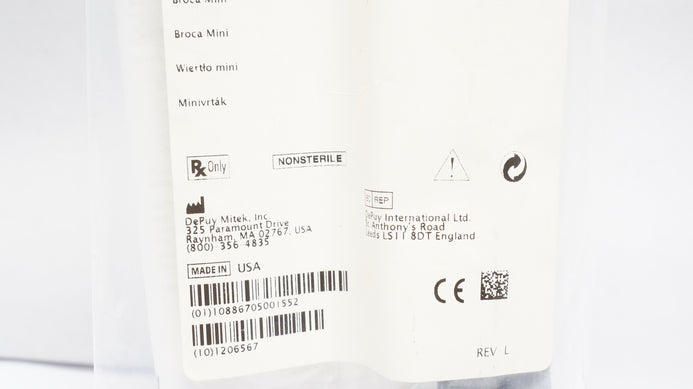 Broca Mini
Broca Mini
Wiertło mini
Minivrták
Rx Only
NONSTERILE
DePuy Mitek, Inc.
325 Paramount Drive
Raynham, MA 02767, USA
(800) 356 4835
REP
DePuy International Ltd.
St Anthony's Road
Leeds LS11 8DT England
MADE IN USA
(01)10886705001552
(10)1206567
CE
REV L